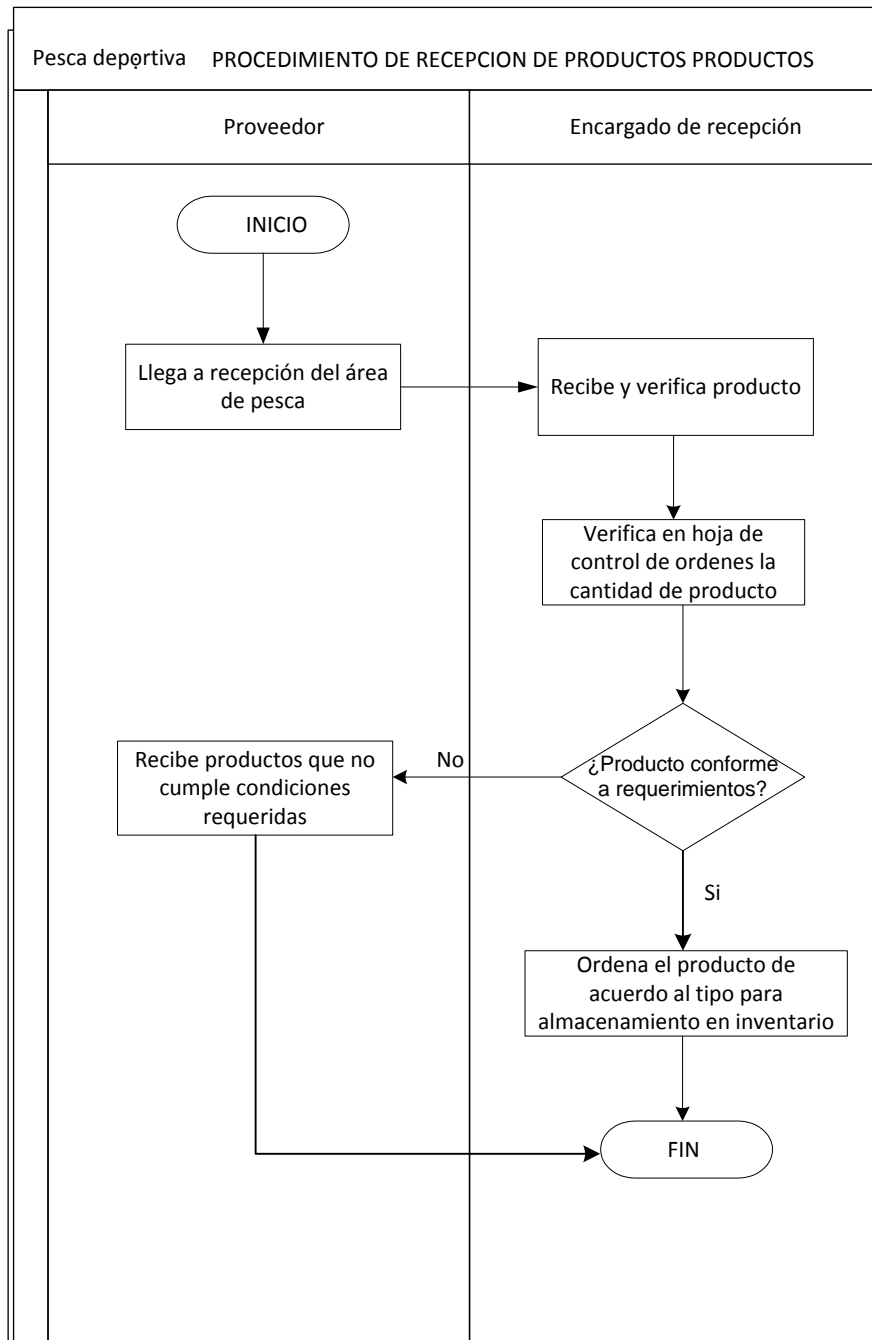 Pesca deportiva PROCEDIMIENTO DE RECEPCION DE PRODUCTOS PRODUCTOS
Proveedor
Encargado de recepción
INICIO
Llega a recepción del área
de pesca
Recibe y verifica producto
Verifica en hoja de
control de ordenes la
cantidad de producto
¿Producto conforme
a requerimientos?
No
Recibe productos que no
cumple condiciones
requeridas
Si
Ordena el producto de
acuerdo al tipo para
almacenamiento en inventario
FIN